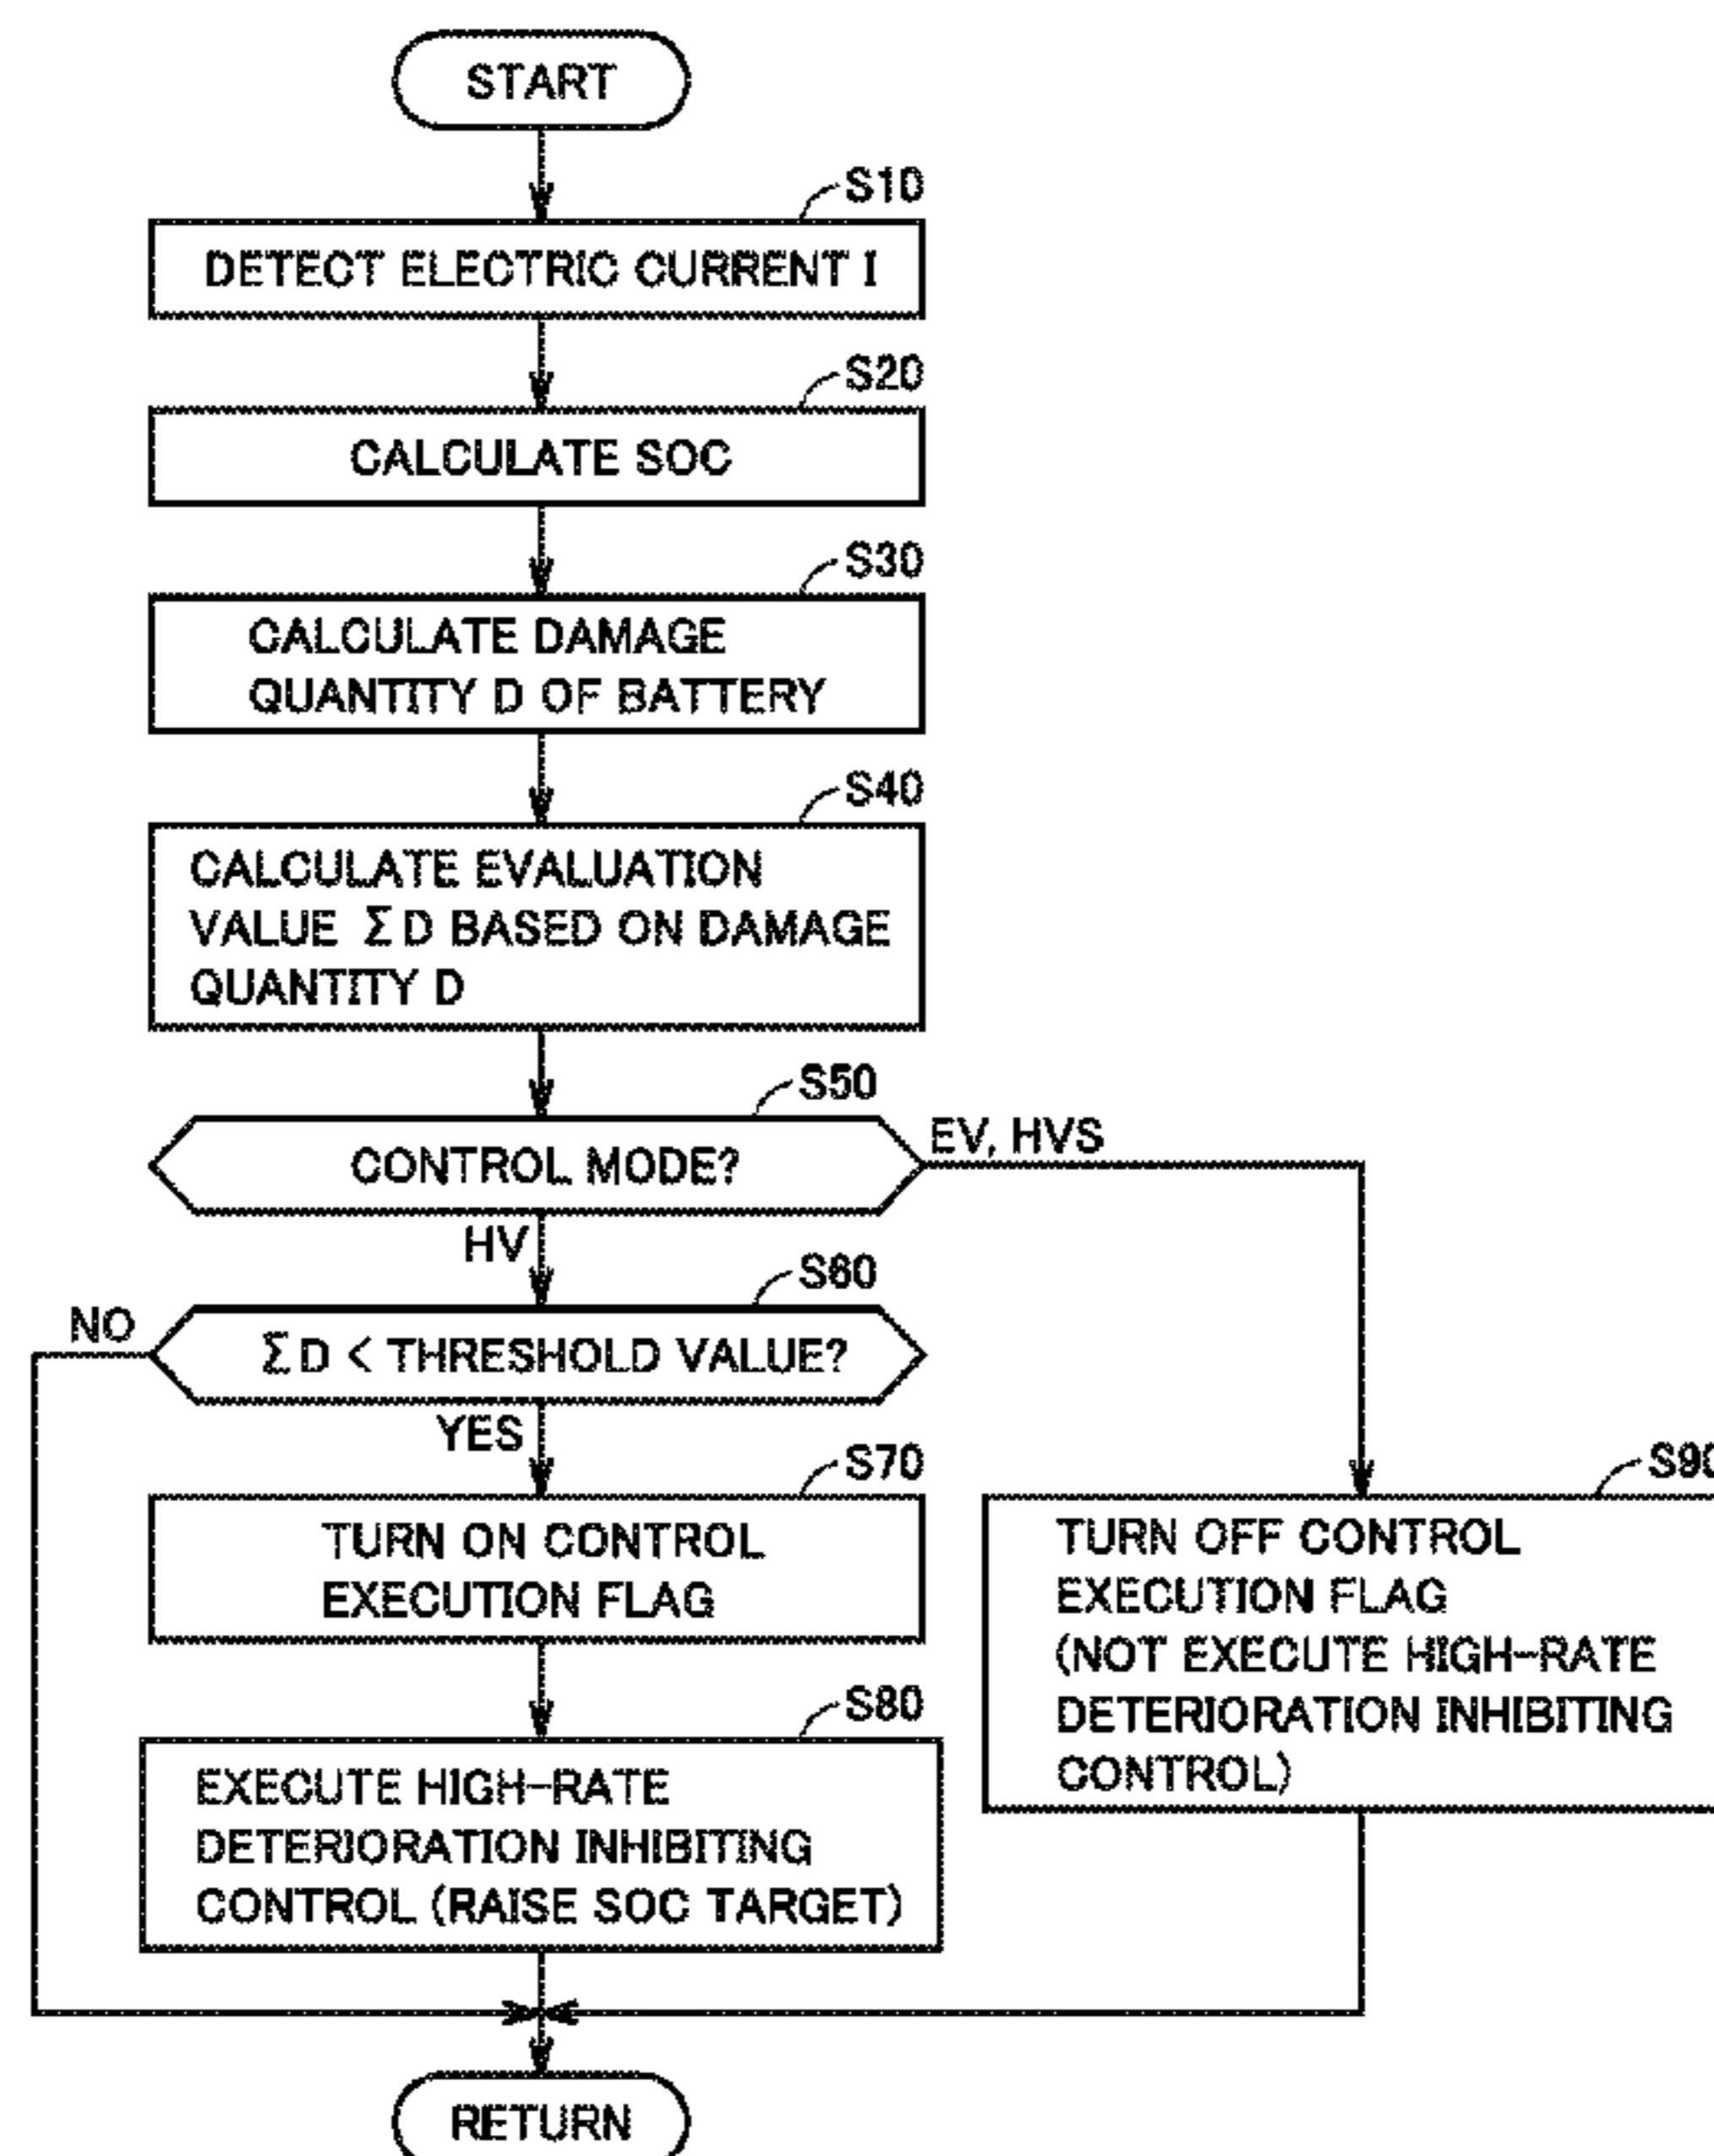 START
S10
DETECT ELECTRIC CURRENT I
S20
CALCULATE SOC
S30
CALCULATE DAMAGE
QUANTITY D OF BATTERY
S40
CALCULATE EVALUATION
VALUE ΣD BASED ON DAMAGE
QUANTITY D
S50
CONTROL MODE?
EV, HVS
HV
S60
ΣD < THRESHOLD VALUE?
NO
YES
S70
TURN ON CONTROL
EXECUTION FLAG
S90
TURN OFF CONTROL
EXECUTION FLAG
(NOT EXECUTE HIGH-RATE
DETERIORATION INHIBITING
CONTROL)
S80
EXECUTE HIGH-RATE
DETERIORATION INHIBITING
CONTROL (RAISE SOC TARGET)
RETURN